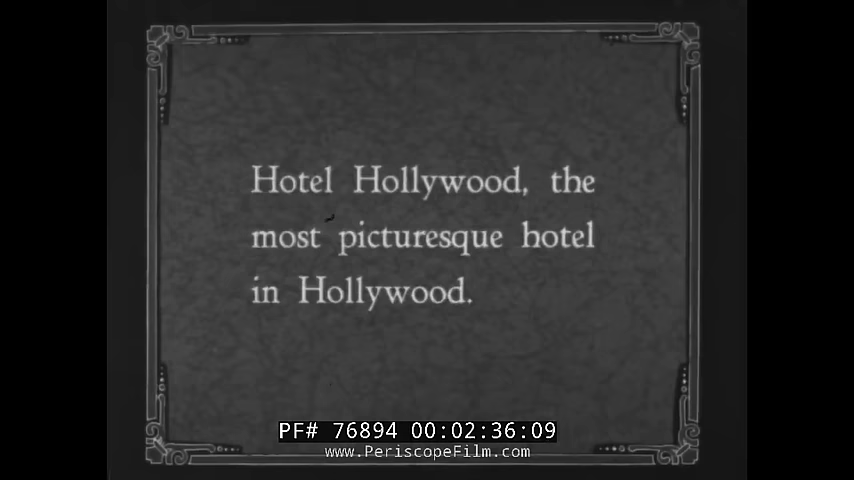 Hotel Hollywood, the
most picturesque hotel
in Hollywood.
PF# 76894 00:02:36:09
www.PeriscopeFilm.com